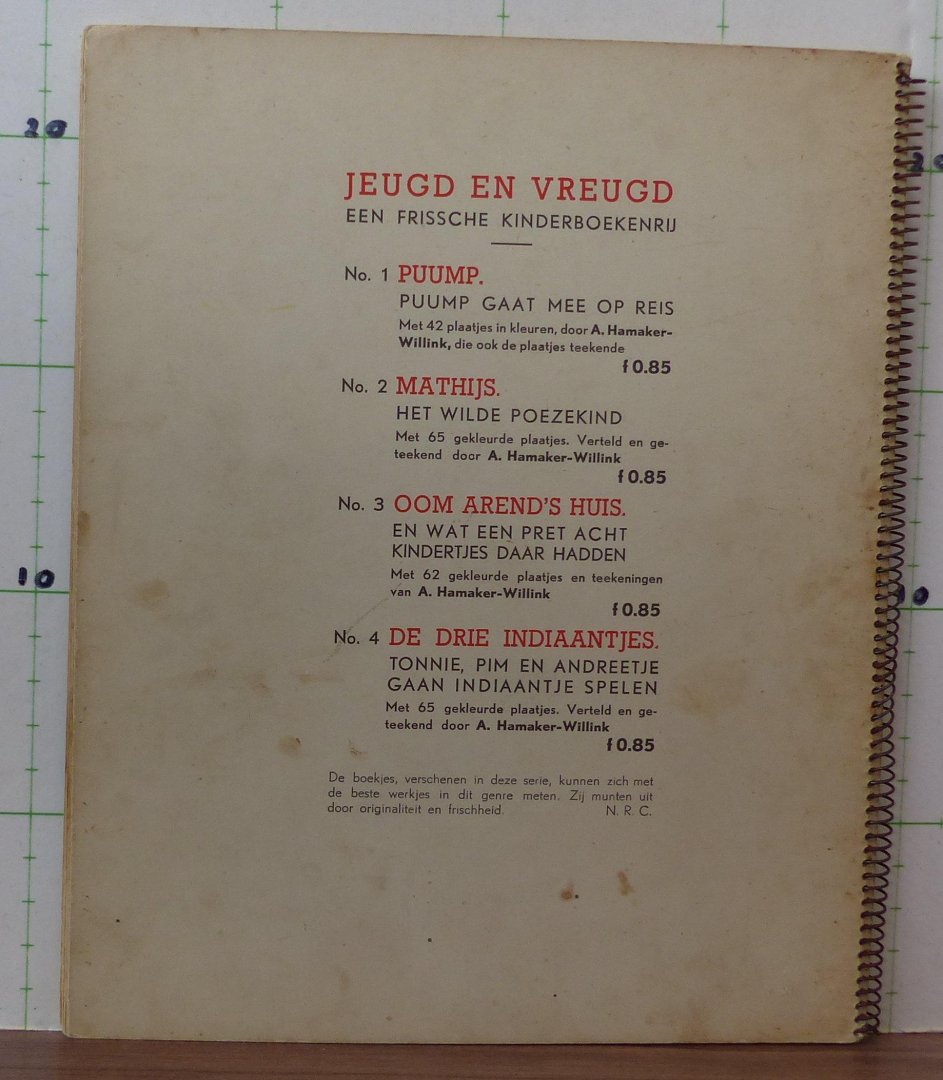 JEUGD EN VREUGD
EEN FRISSCHE KINDERBOEKENRIJ
No. 1 PUUMP.
PUUMP GAAT MEE OP REIS
Met 42 plaatjes in kleuren, door A. Hamaker-
Willink, die ook de plaatjes teekende
f 0.85
No. 2 MATHIJS.
HET WILDE POEZEKIND
Met 65 gekleurde plaatjes. Verteld en ge-
teekend door A. Hamaker-Willink
f 0.85
No. 3 OOM AREND'S HUIS.
EN WAT EEN PRET ACHT
KINDERTJES DAAR HADDEN
Met 62 gekleurde plaatjes en teekeningen
van A. Hamaker-Willink
f 0.85
No. 4 DE DRIE INDIAANTJES.
TONNIE, PIM EN ANDREETJE
GAAN INDIAANTJE SPELEN
Met 65 gekleurde plaatjes. Verteld en ge-
teekend door A. Hamaker-Willink
f 0.85
De boekjes, verschenen in deze serie, kunnen zich met
de beste werkjes in dit genre meten. Zij munten uit
door originaliteit en frischheid. N. R. C.
20
20
10
10